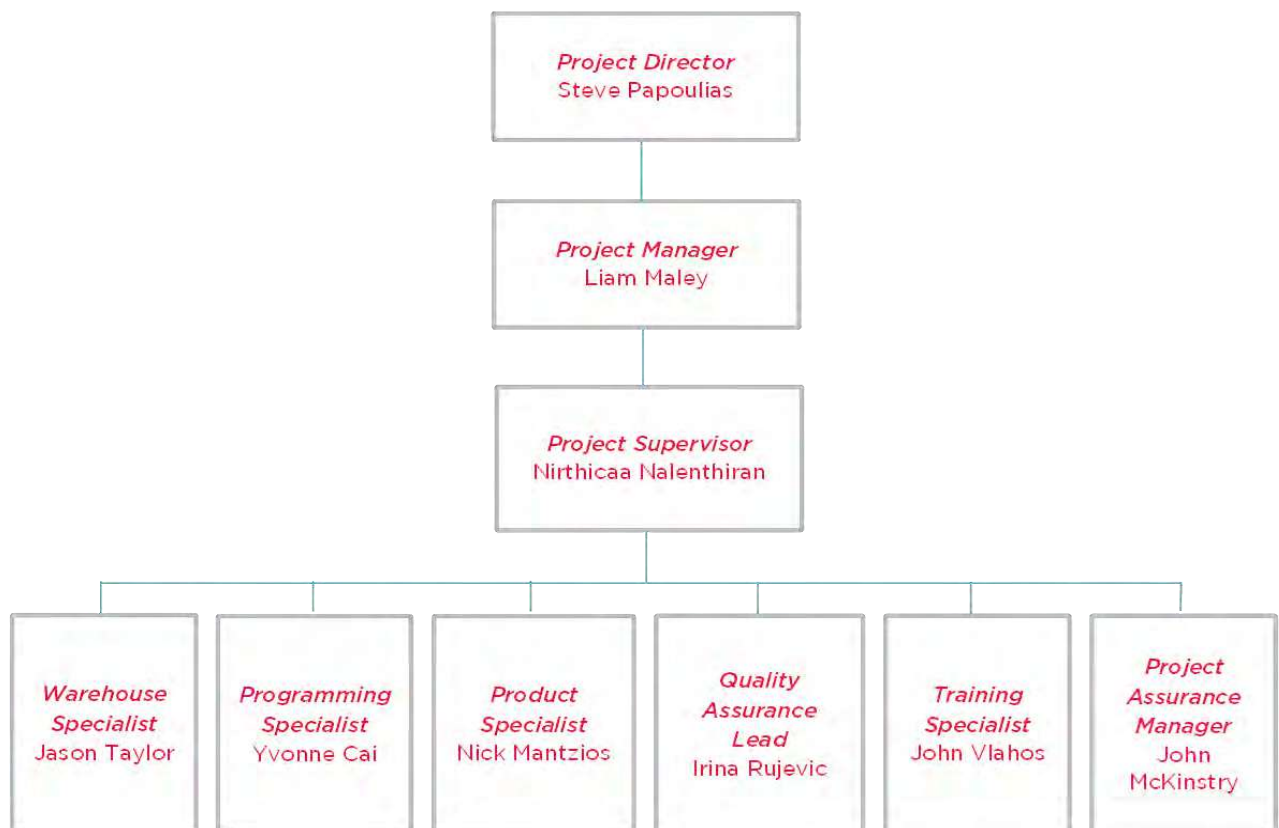 Project Director
Steve Papoulias
Project Manager
Liam Maley
Project Supervisor
Nirthicaa Nalenthiran
Warehouse
Specialist
Jason Taylor
Programming
Specialist
Yvonne Cai
Product
Specialist
Nick Mantzios
Quality
Assurance
Lead
Irina Rujevic
Training
Specialist
John Vlahos
Project
Assurance
Manager
John
McKinstry